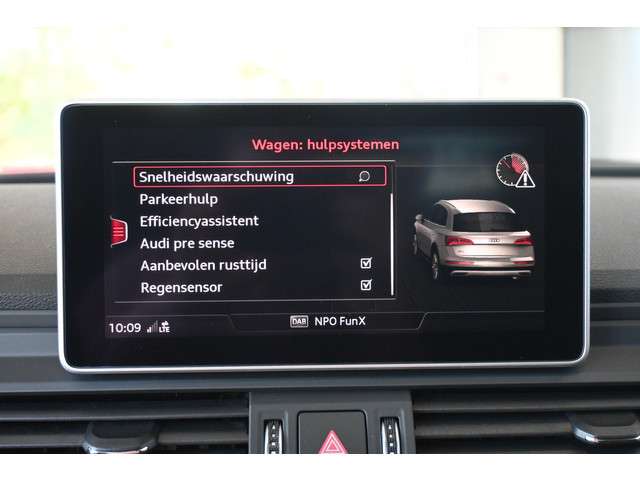 Wagen: hulpsystemen
Snelheidswaarschuwing
Parkeerhulp
Efficiencyassistent
Audi pre sense
Aanbevolen rusttijd
Regensensor
10:09 LTE
DAB NPO FunX